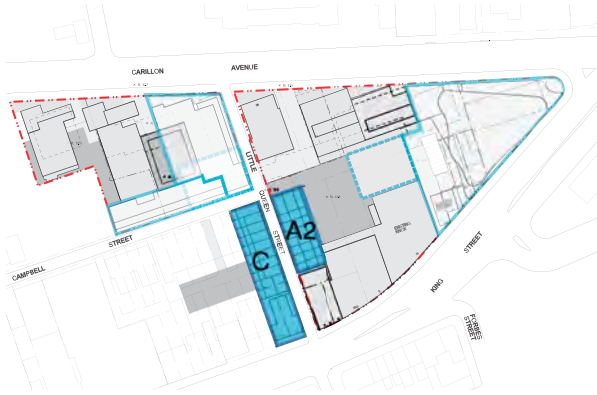 CARILLON
AVENUE
LITTLE
QUEEN
STREET
A2
C
STREET
CAMPBELL
STREET
KING
FORBES
STREET